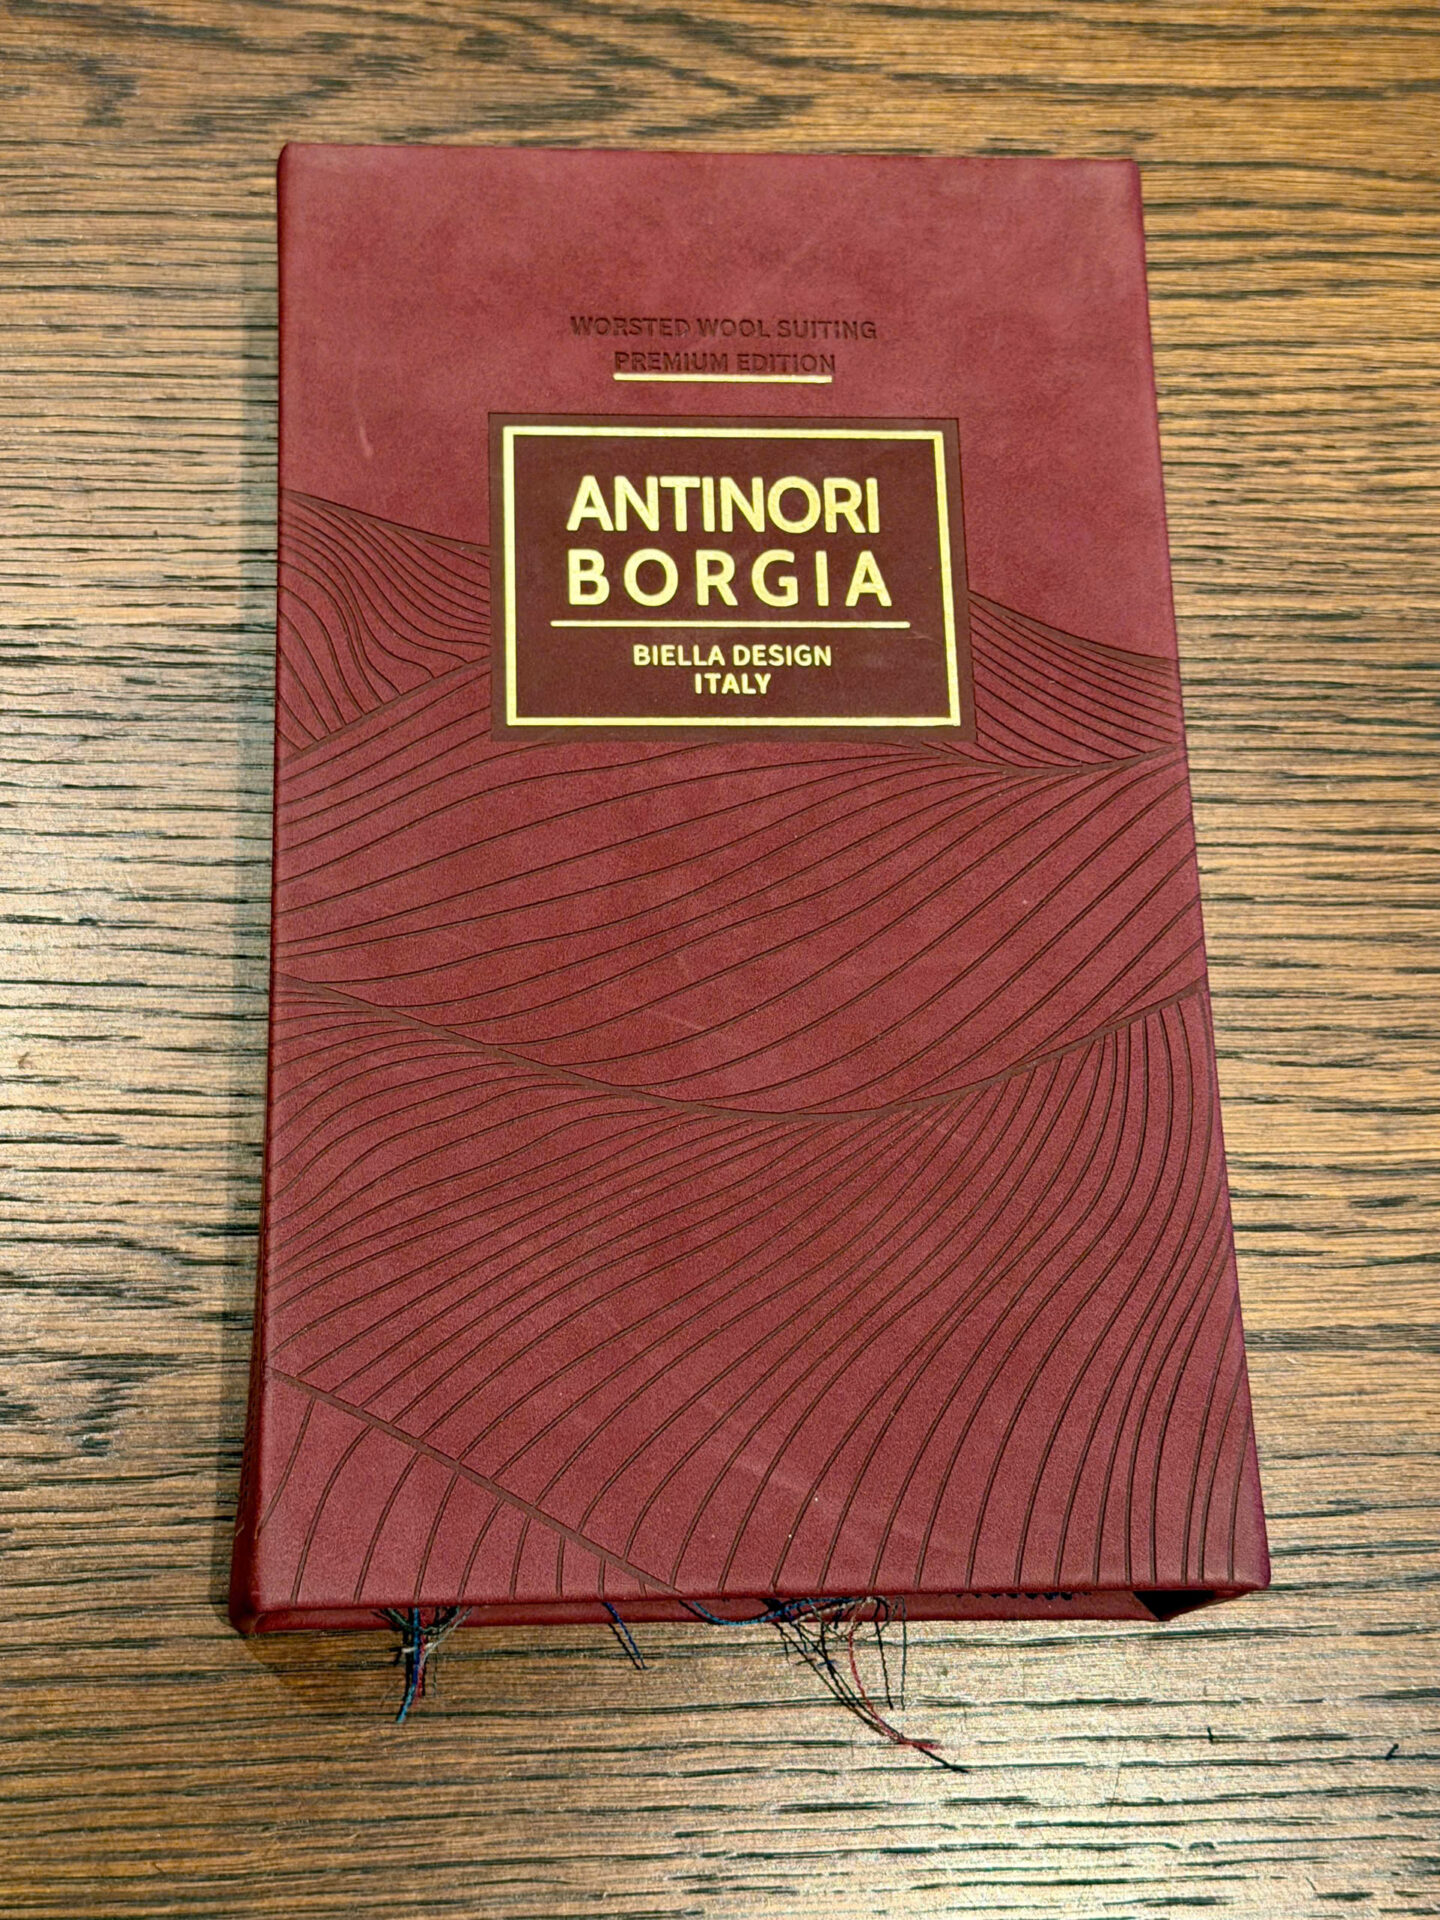 WORSTED WOOL SUITING
PREMIUM EDITION
ANTINORI
BORGIA
BIELLA DESIGN
ITALY